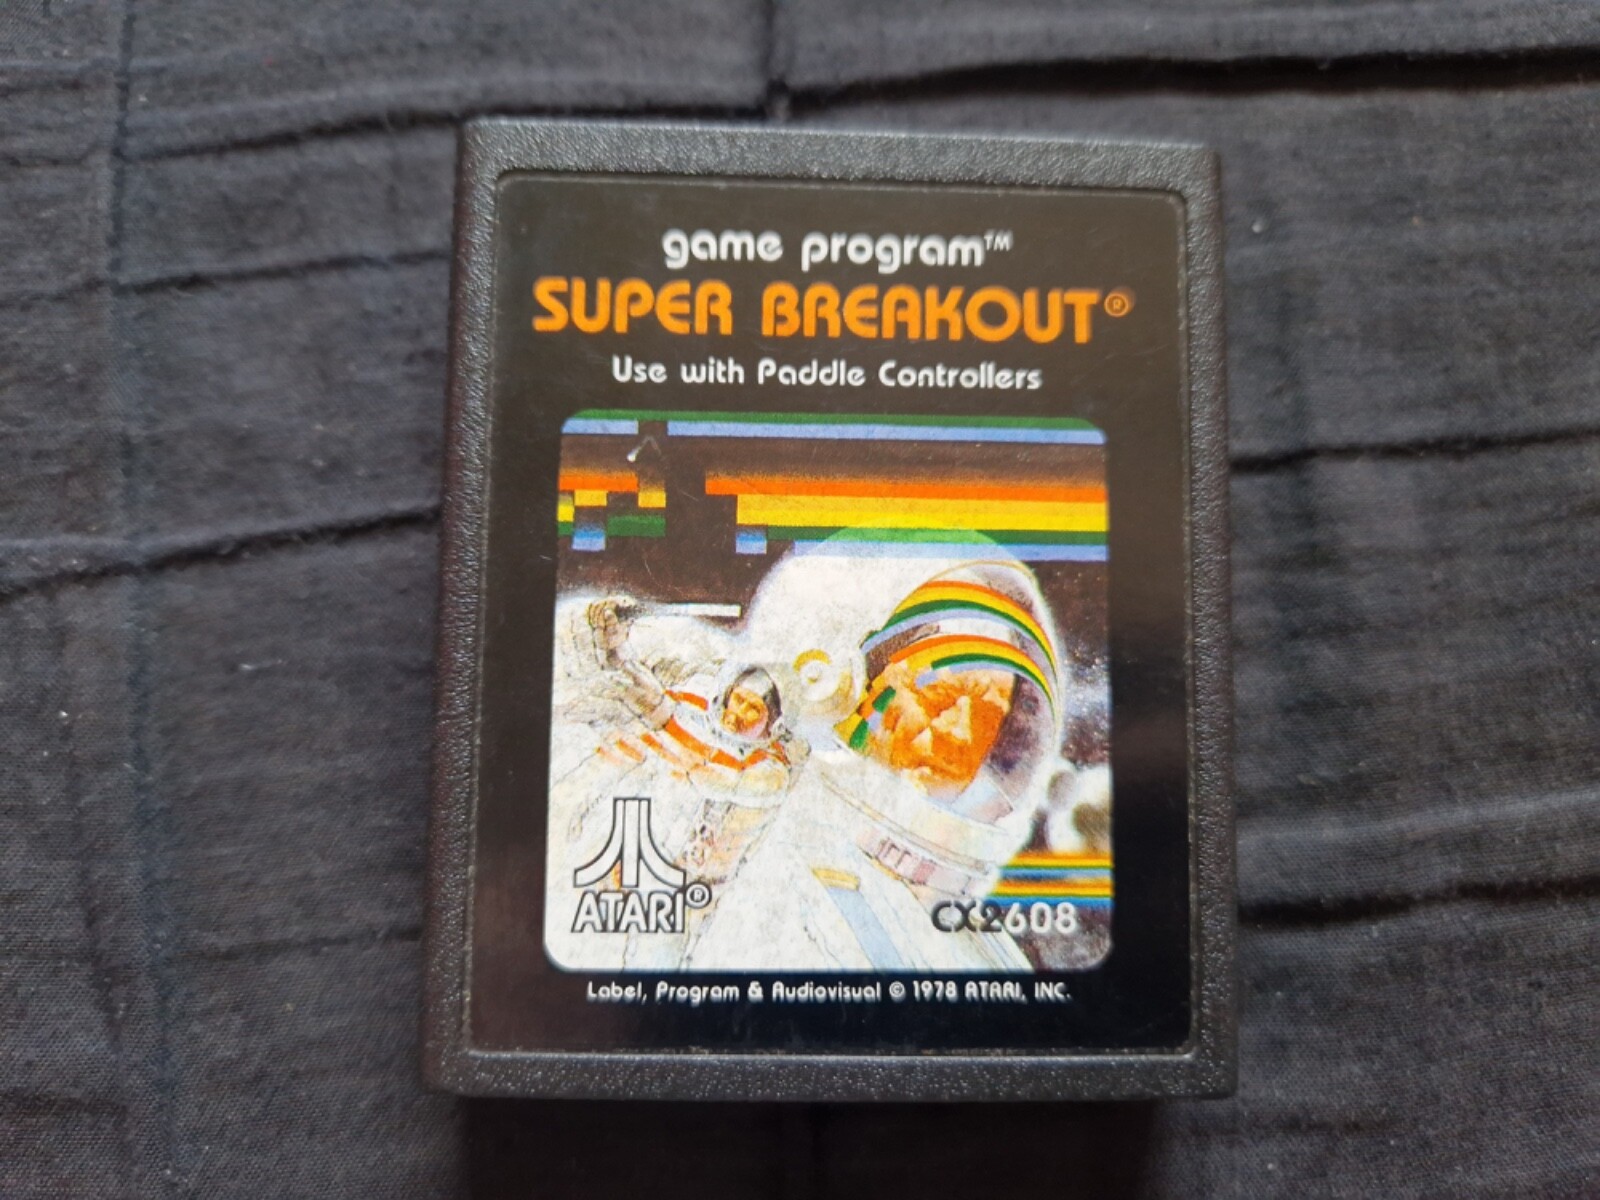 game program™
SUPER BREAKOUT®
Use with Paddle Controllers
ATARI®
CX2608
Label, Program & Audiovisual © 1978 ATARI, INC.